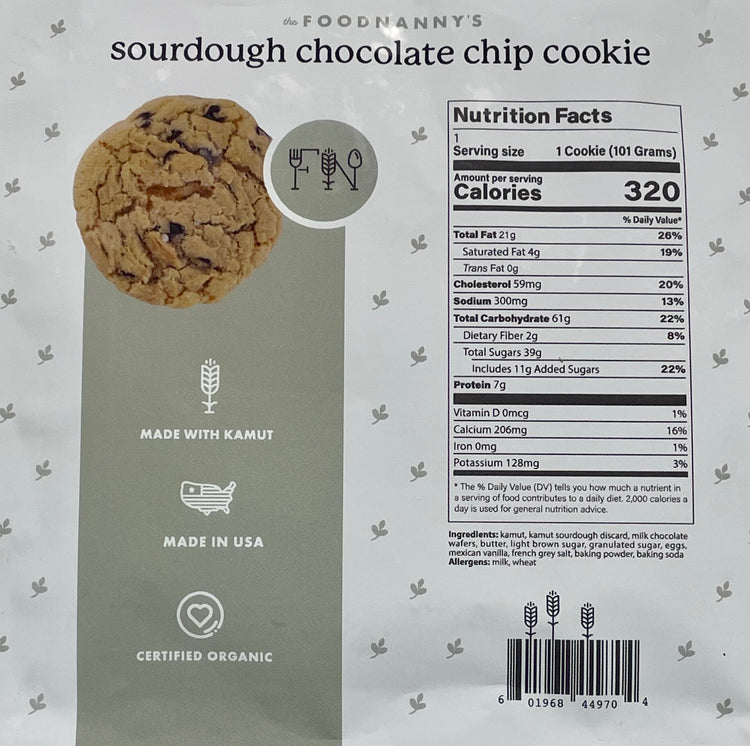 the FOODNANNY'S
sourdough chocolate chip cookie
FN
MADE WITH KAMUT
MADE IN USA
CERTIFIED ORGANIC
Nutrition Facts
1
Serving size 1 Cookie (101 Grams)
Amount per serving
Calories 320
% Daily Value*
Total Fat 21g 26%
Saturated Fat 4g 19%
Trans Fat 0g
Cholesterol 59mg 20%
Sodium 300mg 13%
Total Carbohydrate 61g 22%
Dietary Fiber 2g 8%
Total Sugars 39g
Includes 11g Added Sugars 22%
Protein 7g
Vitamin D 0mcg 1%
Calcium 206mg 16%
Iron 0mg 1%
Potassium 128mg 3%
* The % Daily Value (DV) tells you how much a nutrient in
a serving of food contributes to a daily diet. 2,000 calories a
day is used for general nutrition advice.
Ingredients: kamut, kamut sourdough discard, milk chocolate
wafers, butter, light brown sugar, granulated sugar, eggs,
mexican vanilla, french grey salt, baking powder, baking soda
Allergens: milk, wheat
6 01968 44970 4